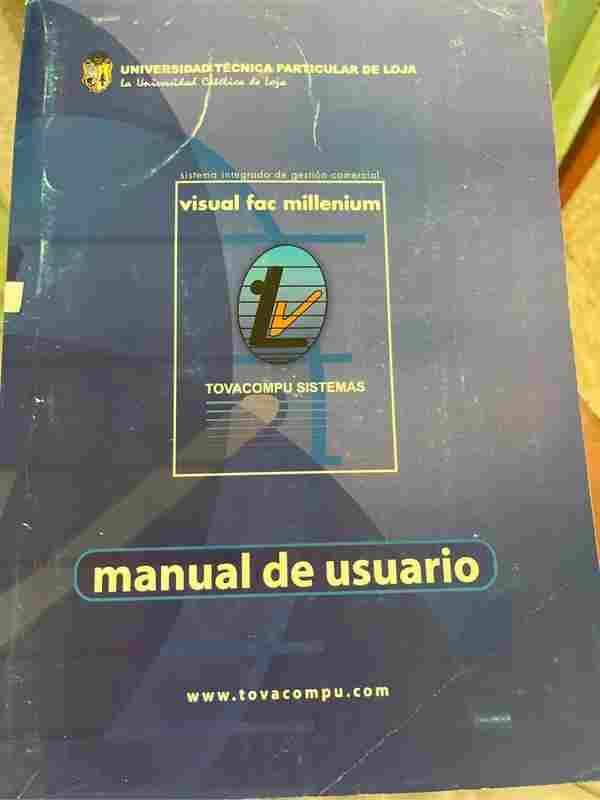 UNIVERSIDAD TÉCNICA PARTICULAR DE LOJA
La Universidad Católica de Loja
sistema integrado de gestión comercial
visual fac millenium
TOVACOMPU SISTEMAS
manual de usuario
www.tovacompu.com